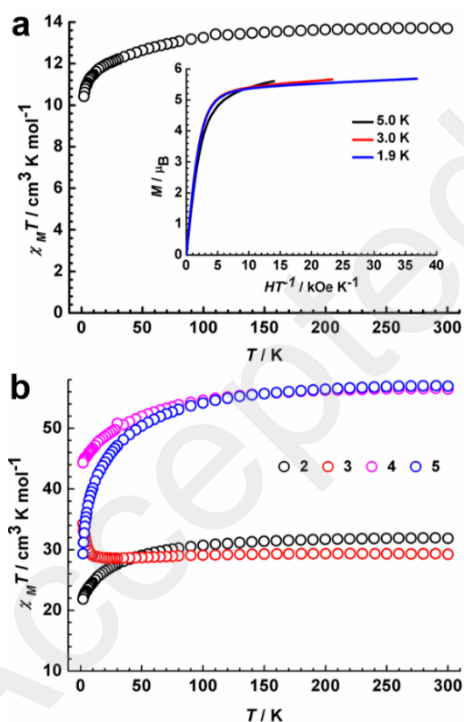 a
14
12
10
8
6
4
2
0
χMT / cm³ K mol⁻¹
6
5
4
3
2
1
0
M / μB
5.0 K
3.0 K
1.9 K
0 5 10 15 20 25 30 35 40
HT⁻¹ / kOe K⁻¹
0 50 100 150 200 250 300
T / K
b
50
40
30
20
10
χMT / cm³ K mol⁻¹
2 3 4 5
0 50 100 150 200 250 300
T / K
Accepted